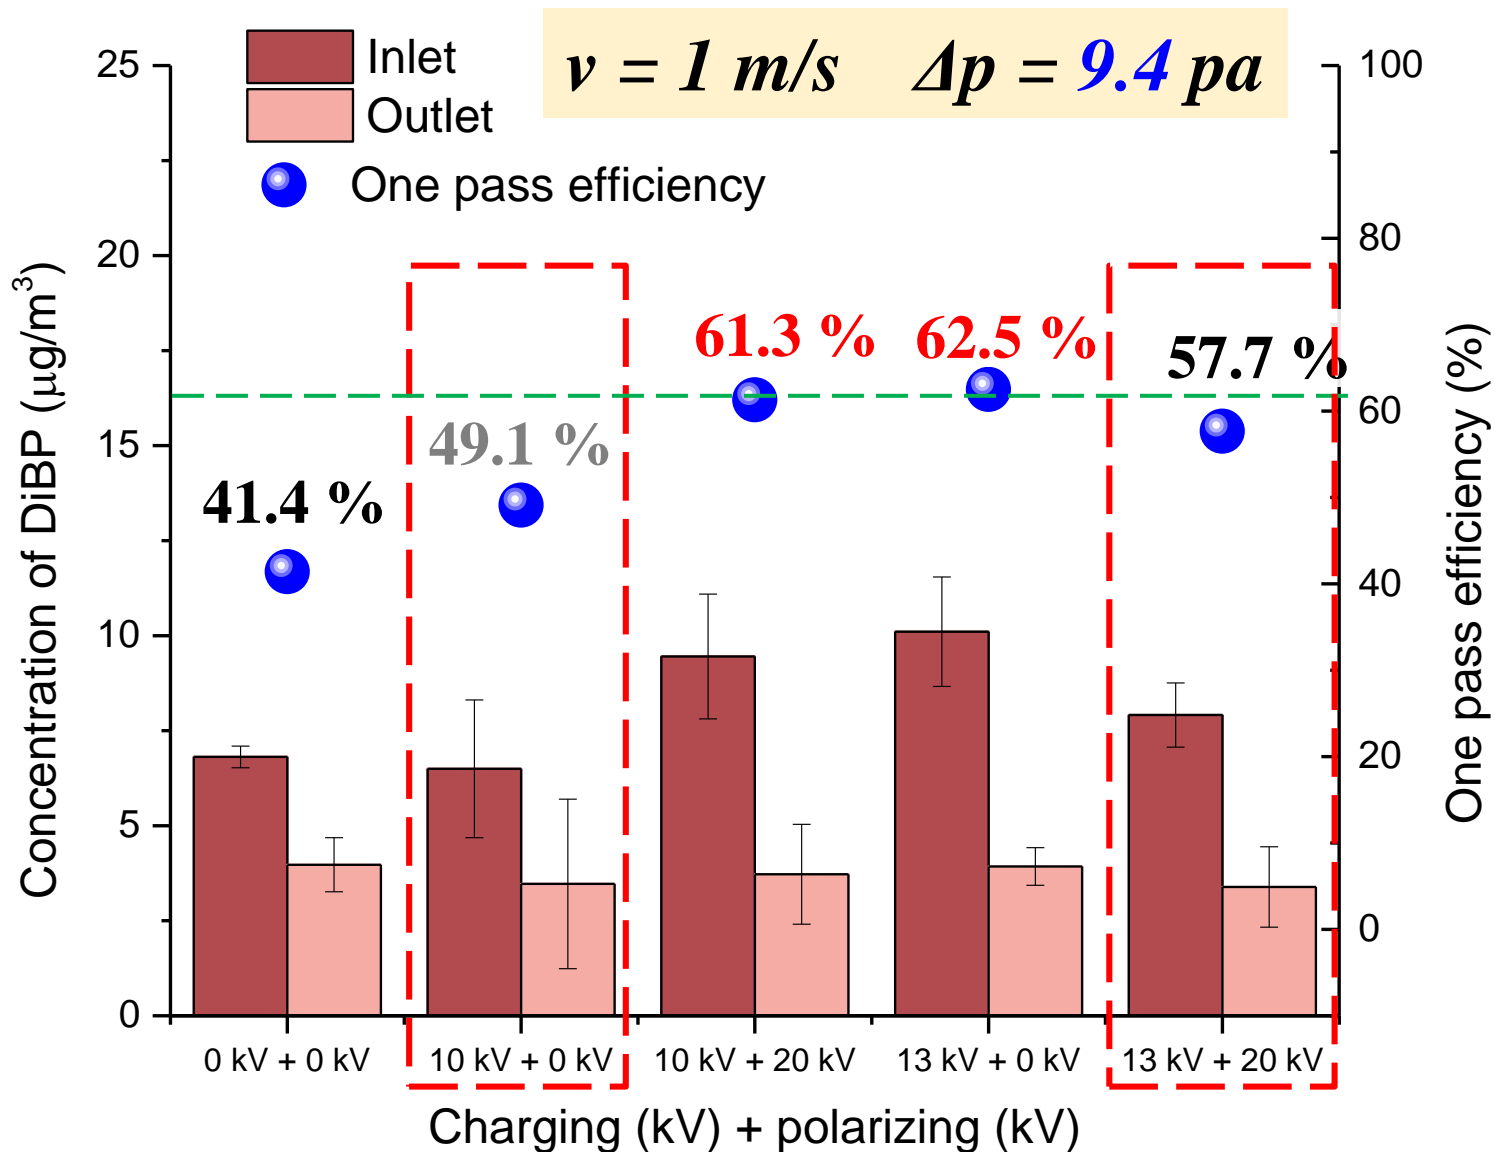 v = 1 m/s Δp = 9.4 pa
Inlet
Outlet
One pass efficiency
25
20
15
10
5
0
Concentration of DiBP (μg/m³)
100
80
60
40
20
0
One pass efficiency (%)
41.4 %
49.1 %
61.3 %
62.5 %
57.7 %
0 kV + 0 kV
10 kV + 0 kV
10 kV + 20 kV
13 kV + 0 kV
13 kV + 20 kV
Charging (kV) + polarizing (kV)